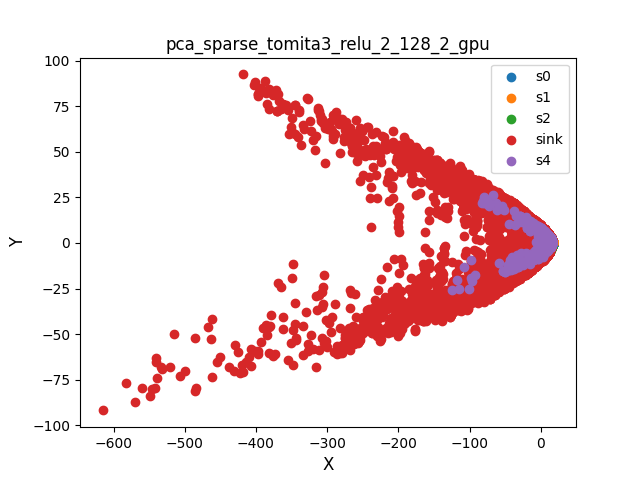 pca_sparse_tomita3_relu_2_128_2_gpu
100
75
50
25
0
−25
−50
−75
−100
Y
s0
s1
s2
sink
s4
−600 −500 −400 −300 −200 −100 0
X